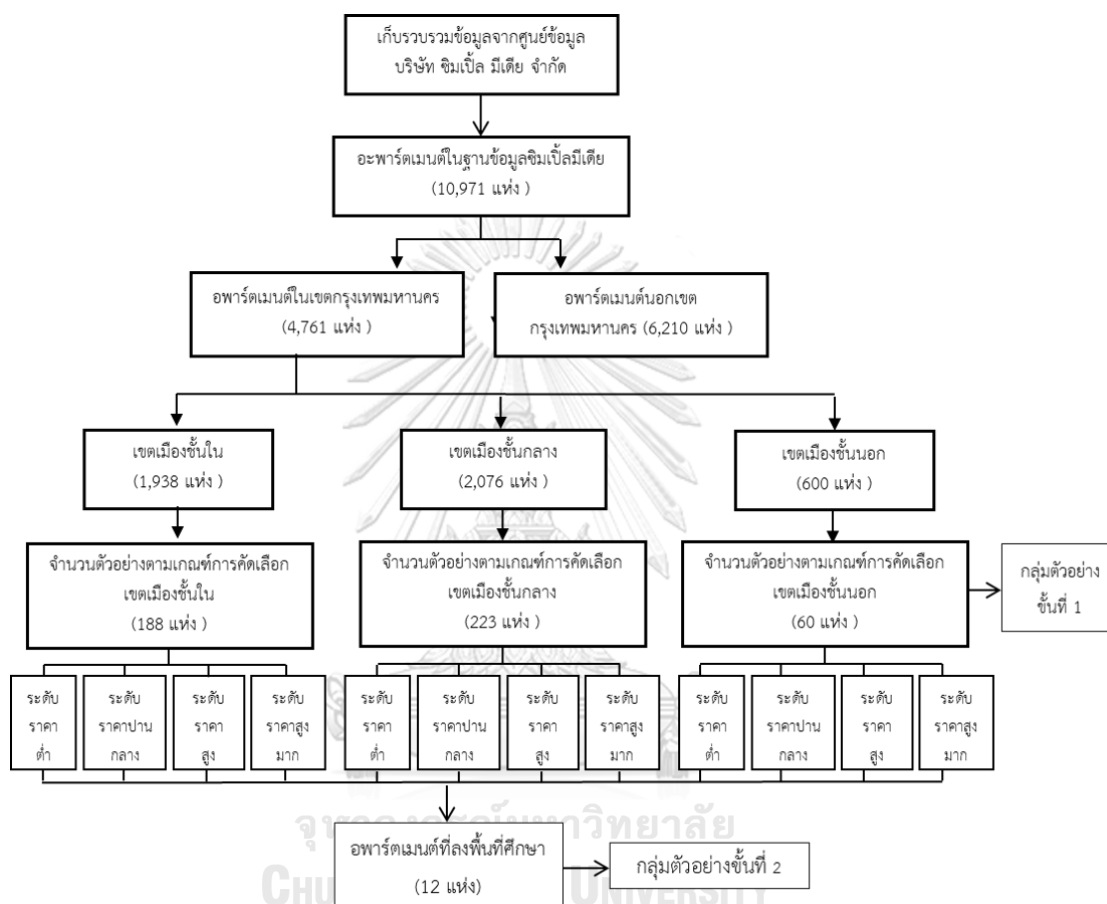 เก็บรวบรวมข้อมูลจากศูนย์ข้อมูล
บริษัท ซิมเปิ้ล มีเดีย จำกัด
อะพาร์ตเมนต์ในฐานข้อมูลซิมเปิ้ลมีเดีย
(10,971 แห่ง )
อพาร์ตเมนต์ในเขตกรุงเทพมหานคร
(4,761 แห่ง )
อพาร์ตเมนต์นอกเขต
กรุงเทพมหานคร (6,210 แห่ง )
เขตเมืองชั้นใน
(1,938 แห่ง )
เขตเมืองชั้นกลาง
(2,076 แห่ง )
เขตเมืองชั้นนอก
(600 แห่ง )
จำนวนตัวอย่างตามเกณฑ์การคัดเลือก
เขตเมืองชั้นใน
(188 แห่ง )
จำนวนตัวอย่างตามเกณฑ์การคัดเลือก
เขตเมืองชั้นกลาง
(223 แห่ง )
จำนวนตัวอย่างตามเกณฑ์การคัดเลือก
เขตเมืองชั้นนอก
(60 แห่ง )
กลุ่มตัวอย่าง
ขั้นที่ 1
ระดับ
ราคา
ต่ำ
ระดับ
ราคาปาน
กลาง
ระดับ
ราคา
สูง
ระดับ
ราคาสูง
มาก
ระดับ
ราคา
ต่ำ
ระดับ
ราคาปาน
กลาง
ระดับ
ราคา
สูง
ระดับ
ราคาสูง
มาก
ระดับ
ราคา
ต่ำ
ระดับ
ราคาปาน
กลาง
ระดับ
ราคา
สูง
ระดับ
ราคาสูง
มาก
อพาร์ตเมนต์ที่ลงพื้นที่ศึกษา
(12 แห่ง)
กลุ่มตัวอย่างขั้นที่ 2
UNIVERSITY